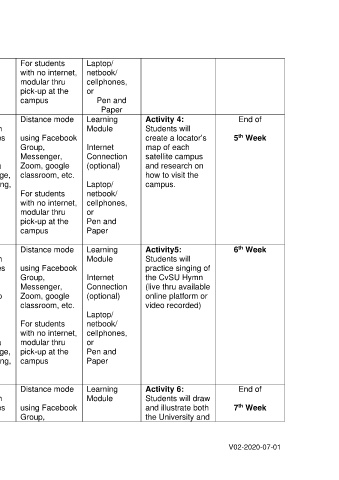 For students
with no internet,
modular thru
pick-up at the
campus
Laptop/
netbook/
cellphones,
or
Pen and
Paper
Distance mode
using Facebook
Group,
Messenger,
Zoom, google
classroom, etc.
For students
with no internet,
modular thru
pick-up at the
campus
Learning
Module
Internet
Connection
(optional)
Laptop/
netbook/
cellphones,
or
Pen and
Paper
Activity 4:
Students will
create a locator's
map of each
satellite campus
and research on
how to visit the
campus.
End of
5th Week
ge,
ng,
Distance mode
using Facebook
Group,
Messenger,
Zoom, google
classroom, etc.
For students
with no internet,
modular thru
pick-up at the
campus
Learning
Module
Internet
Connection
(optional)
Laptop/
netbook/
cellphones,
or
Pen and
Paper
Activity5:
Students will
practice singing of
the CvSU Hymn
(live thru available
online platform or
video recorded)
6th Week
ge,
ng,
Distance mode
using Facebook
Group,
Learning
Module
Activity 6:
Students will draw
and illustrate both
the University and
End of
7th Week
V02-2020-07-01